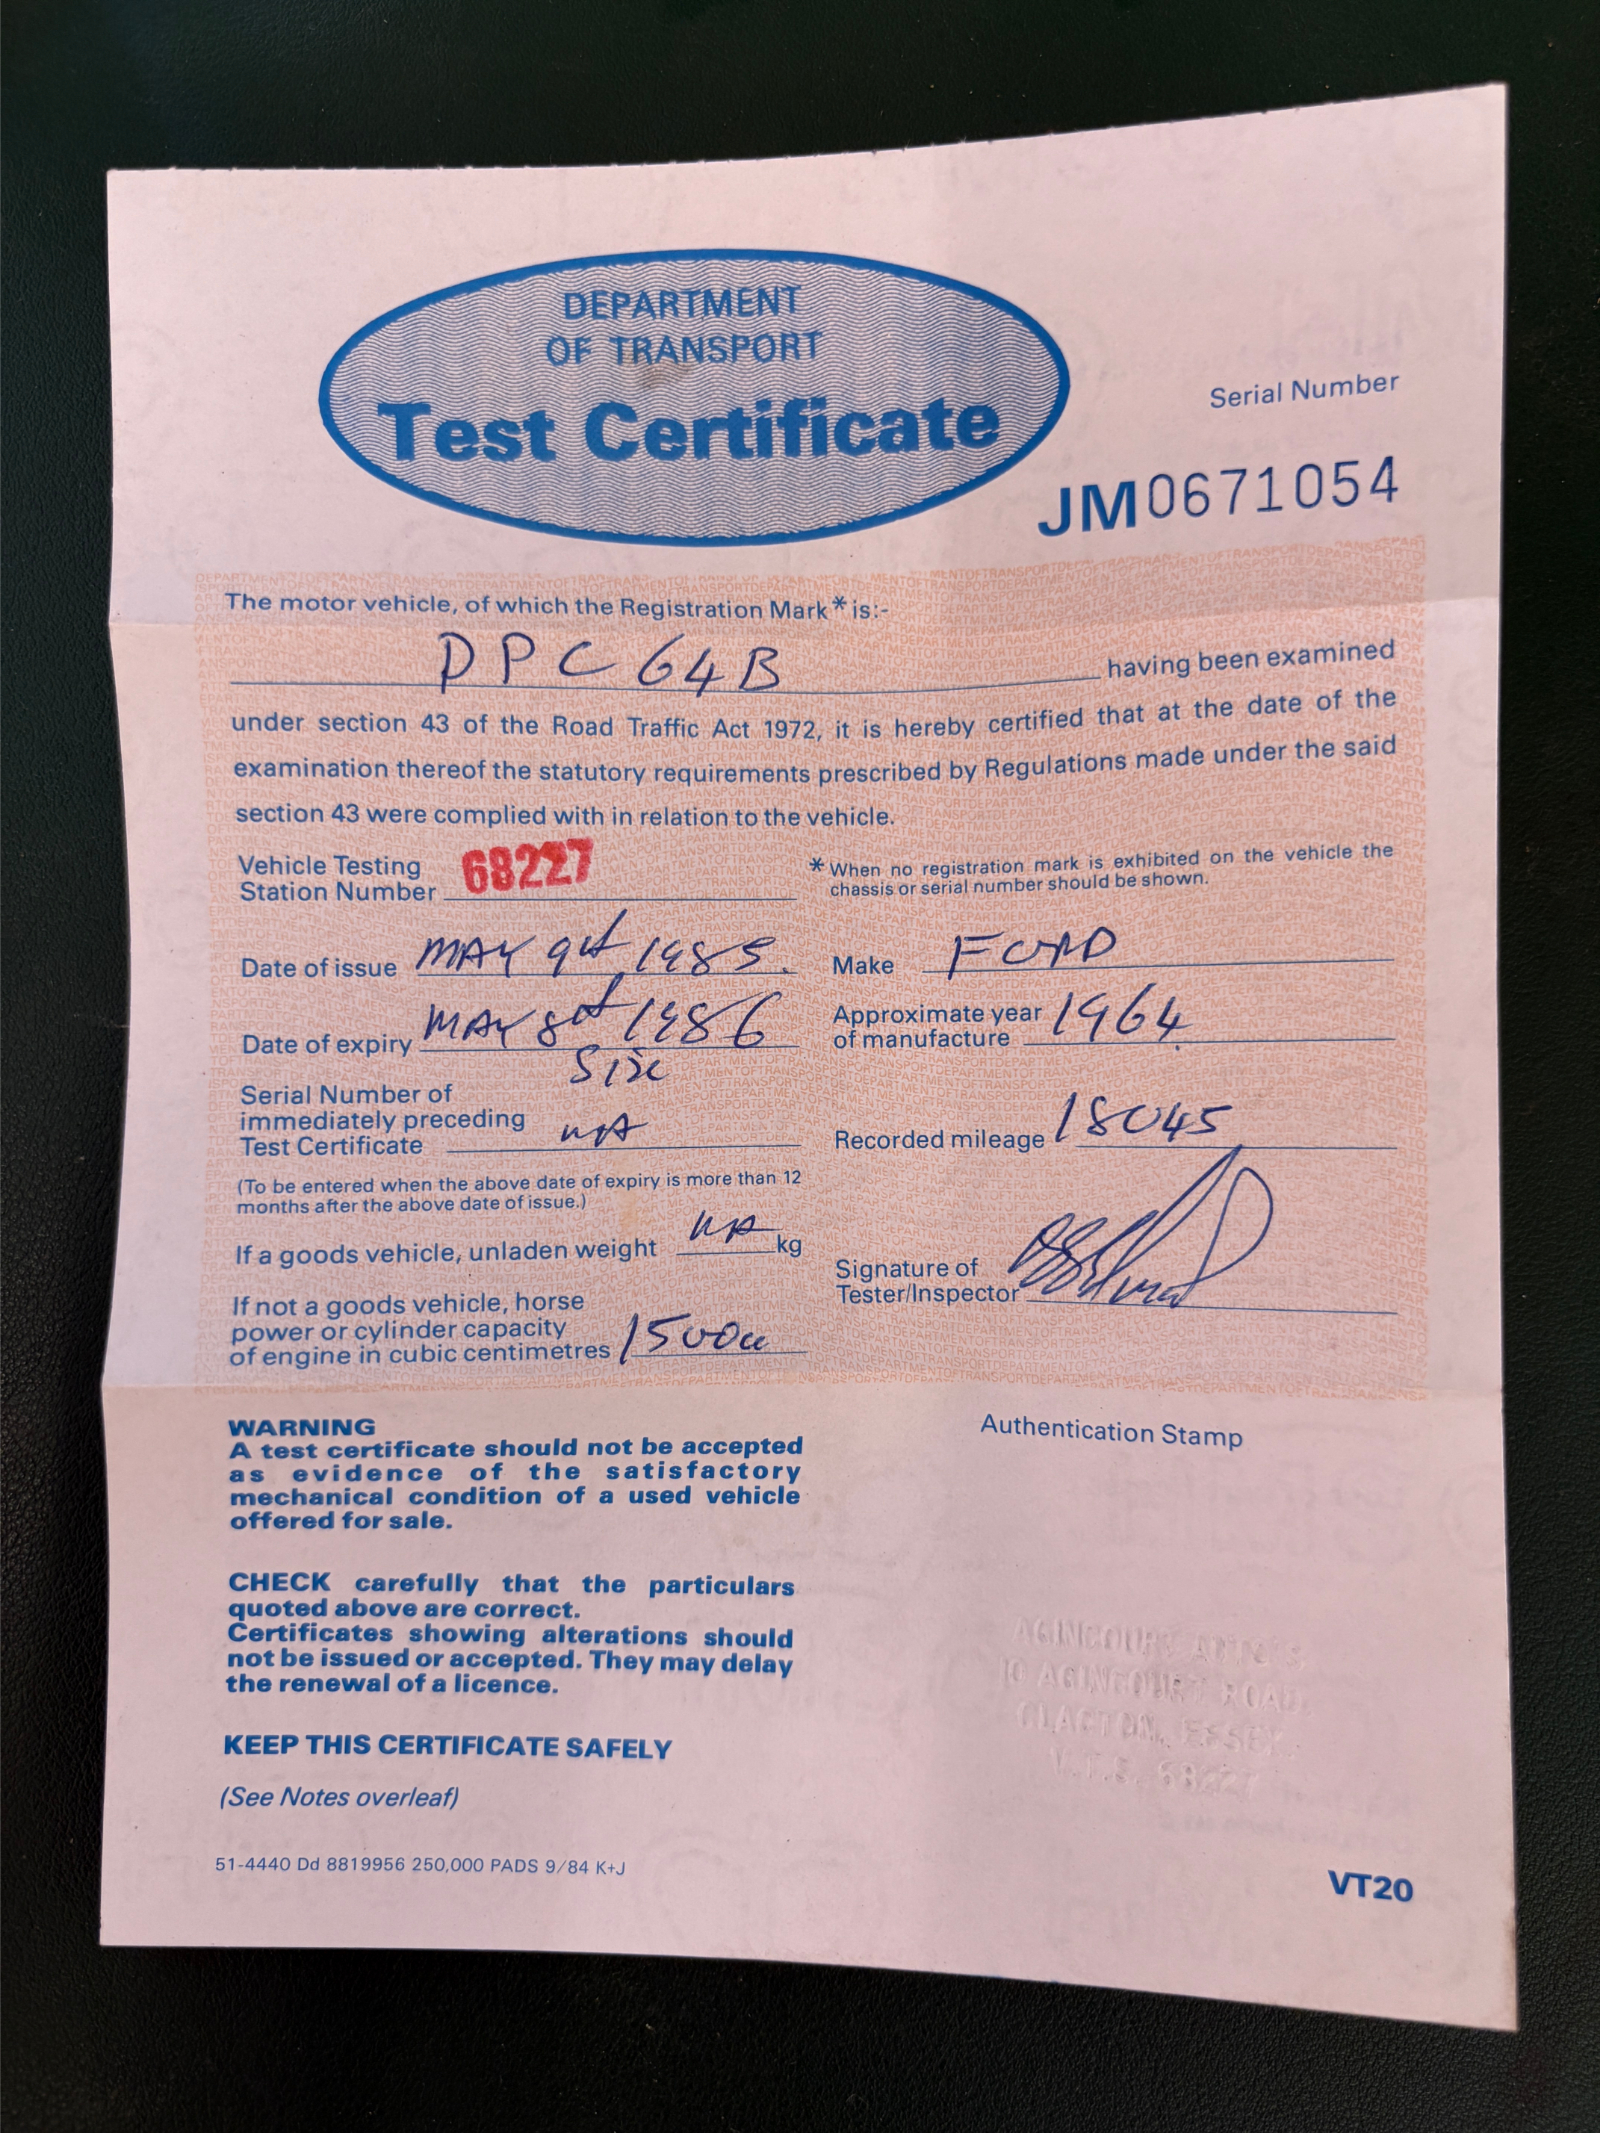 DEPARTMENT
OF TRANSPORT
Test Certificate
Serial Number
JM0671054
The motor vehicle, of which the Registration Mark* is:-
DPC 64B having been examined
under section 43 of the Road Traffic Act 1972, it is hereby certified that at the date of the
examination thereof the statutory requirements prescribed by Regulations made under the said
section 43 were complied with in relation to the vehicle.
Vehicle Testing
Station Number 68227
* When no registration mark is exhibited on the vehicle the
chassis or serial number should be shown.
Date of issue MAY 9th 1985.
Make FORD
Date of expiry MAY 8th 1986
SIX
Approximate year
of manufacture 1964
Serial Number of
immediately preceding
Test Certificate NA
Recorded mileage 18045
(To be entered when the above date of expiry is more than 12
months after the above date of issue.)
If a goods vehicle, unladen weight NA kg
Signature of
Tester/Inspector
If not a goods vehicle, horse
power or cylinder capacity
of engine in cubic centimetres 1500cc
WARNING
A test certificate should not be accepted
as evidence of the satisfactory
mechanical condition of a used vehicle
offered for sale.
Authentication Stamp
CHECK carefully that the particulars
quoted above are correct.
Certificates showing alterations should
not be issued or accepted. They may delay
the renewal of a licence.
AGINCOURT AUTO'S
10 AGINCOURT ROAD,
CLACTON, ESSEX.
V.T.S. 68227
KEEP THIS CERTIFICATE SAFELY
(See Notes overleaf)
51-4440 Dd 8819956 250,000 PADS 9/84 K+J
VT20